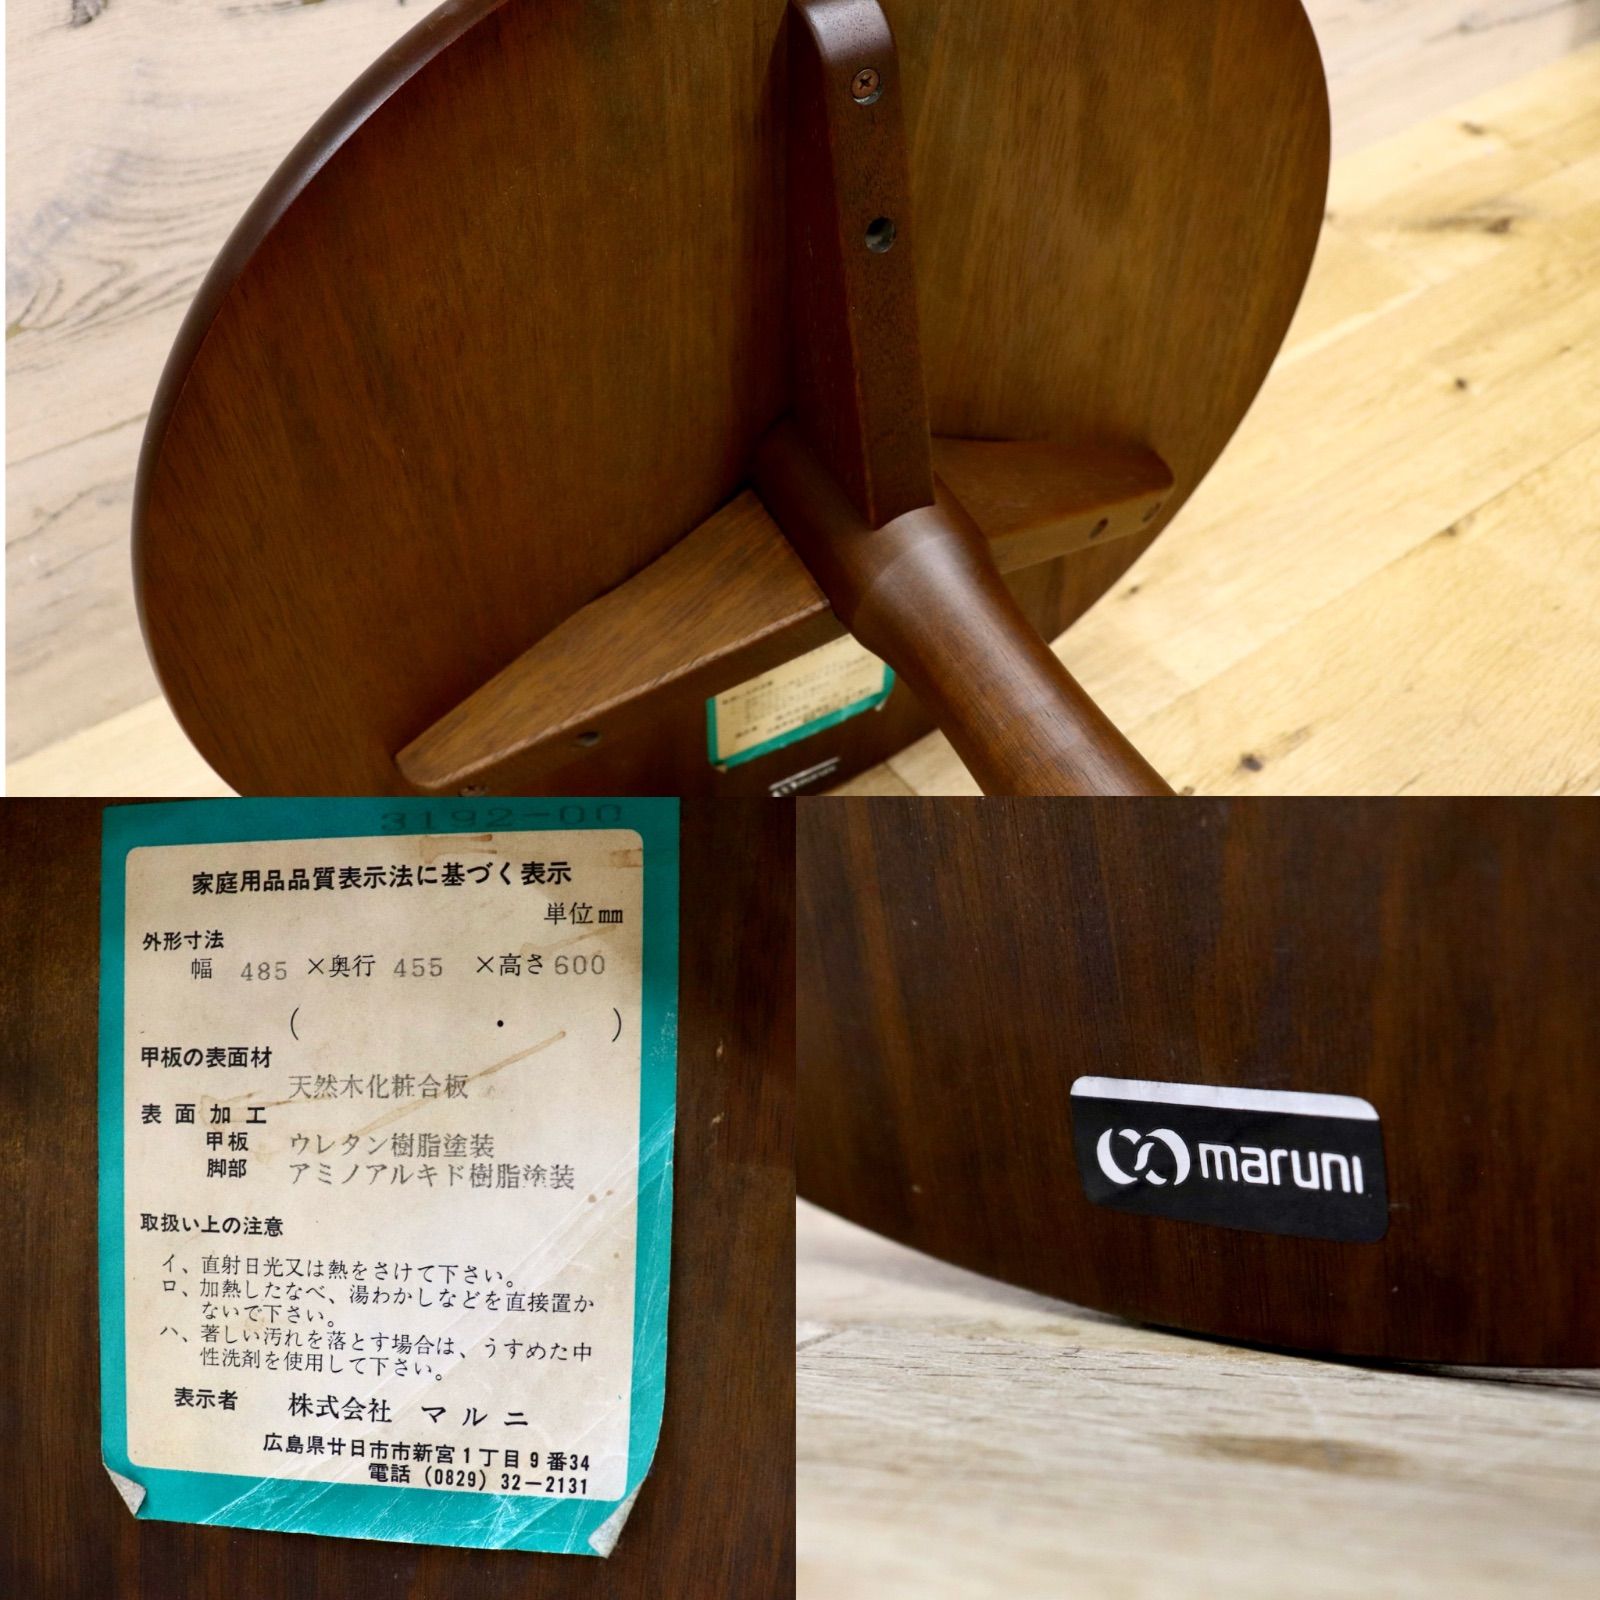 3192-00
家庭用品品質表示法に基づく表示
単位mm
外形寸法
幅 485 ×奥行 455 ×高さ600
( ・ )
甲板の表面材
天然木化粧合板
表面加工
甲板 ウレタン樹脂塗装
脚部 アミノアルキド樹脂塗装
取扱い上の注意
イ、直射日光又は熱をさけて下さい。
ロ、加熱したなべ、湯わかしなどを直接置か
ないで下さい。
ハ、著しい汚れを落とす場合は、うすめた中
性洗剤を使用して下さい。
表示者 株式会社 マルニ
広島県廿日市市新宮1丁目9番34
電話 (0829) 32-2131
maruni